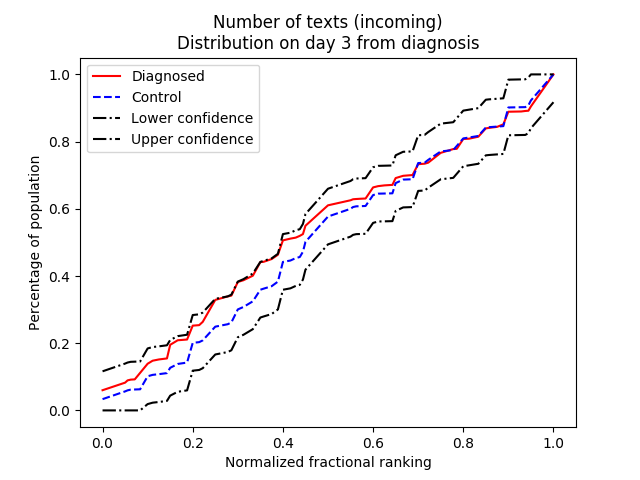 Number of texts (incoming)
Distribution on day 3 from diagnosis
Diagnosed
Control
Lower confidence
Upper confidence
Percentage of population
1.0
0.8
0.6
0.4
0.2
0.0
0.0 0.2 0.4 0.6 0.8 1.0
Normalized fractional ranking